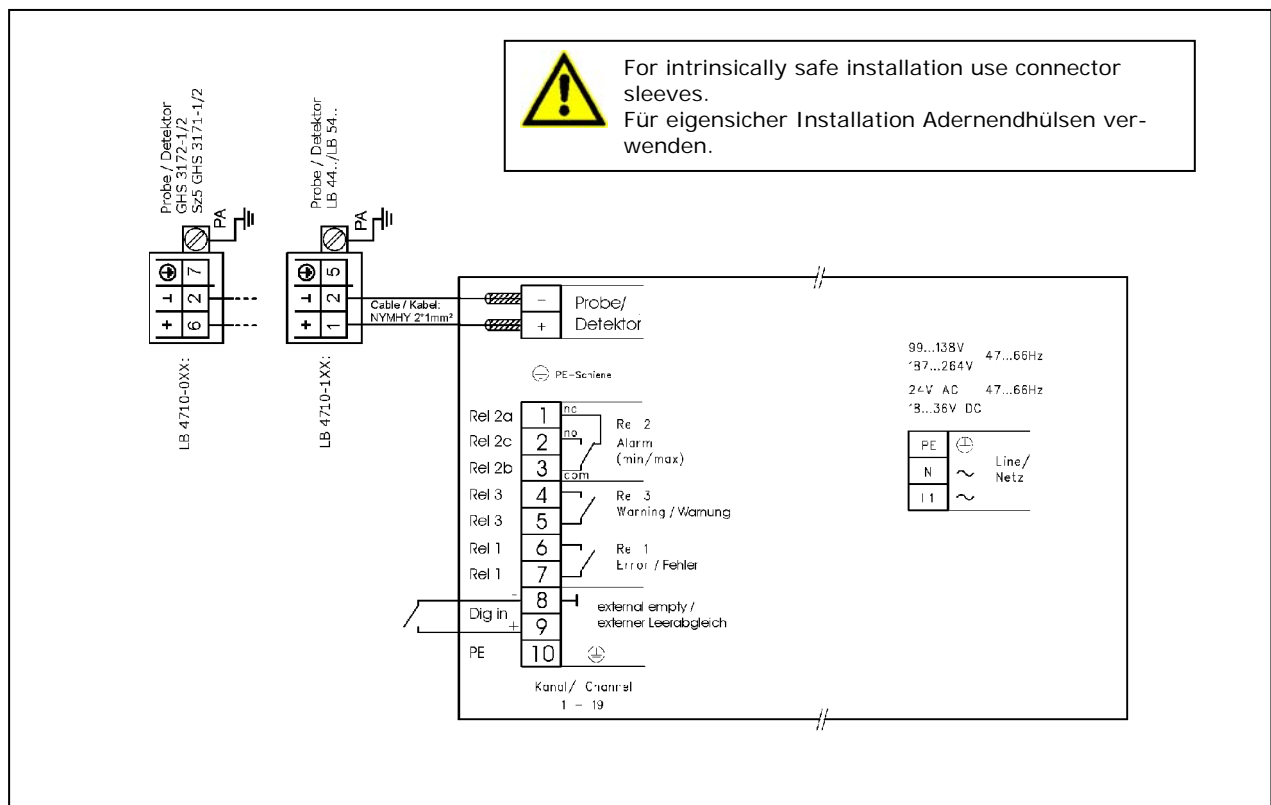 For intrinsically safe installation use connector
sleeves.
Für eigensicher Installation Adernendhülsen ver-
wenden.
Probe / Detektor
GHS 3172-1/2
Sz5 GHS 3171-1/2
PA
7
⊥ 2
+ 6
LB 4710-0XX:
Probe / Detektor
LB 44../LB 54..
PA
5
⊥ 2
+ 1
LB 4710-1XX:
Cable / Kabel:
NYMHY 2*1mm²
− Probe/
+ Detektor
PE-Schiene
Rel 2a 1 nc
Rel 2c 2 no
Rel 2b 3 com
Re 2
Alarm
(min/max)
Rel 3 4
Rel 3 5
Re 3
Warning / Warnung
Rel 1 6
Rel 1 7
Re 1
Error / Fehler
Dig in
- 8
+ 9
external empty /
externer Leerabgleich
PE 10
Kanal/ Channel
1 - 19
99...138V
187...264V
47...66Hz
24V AC 47...66Hz
18...36V DC
PE
N ~
L1 ~
Line/
Netz